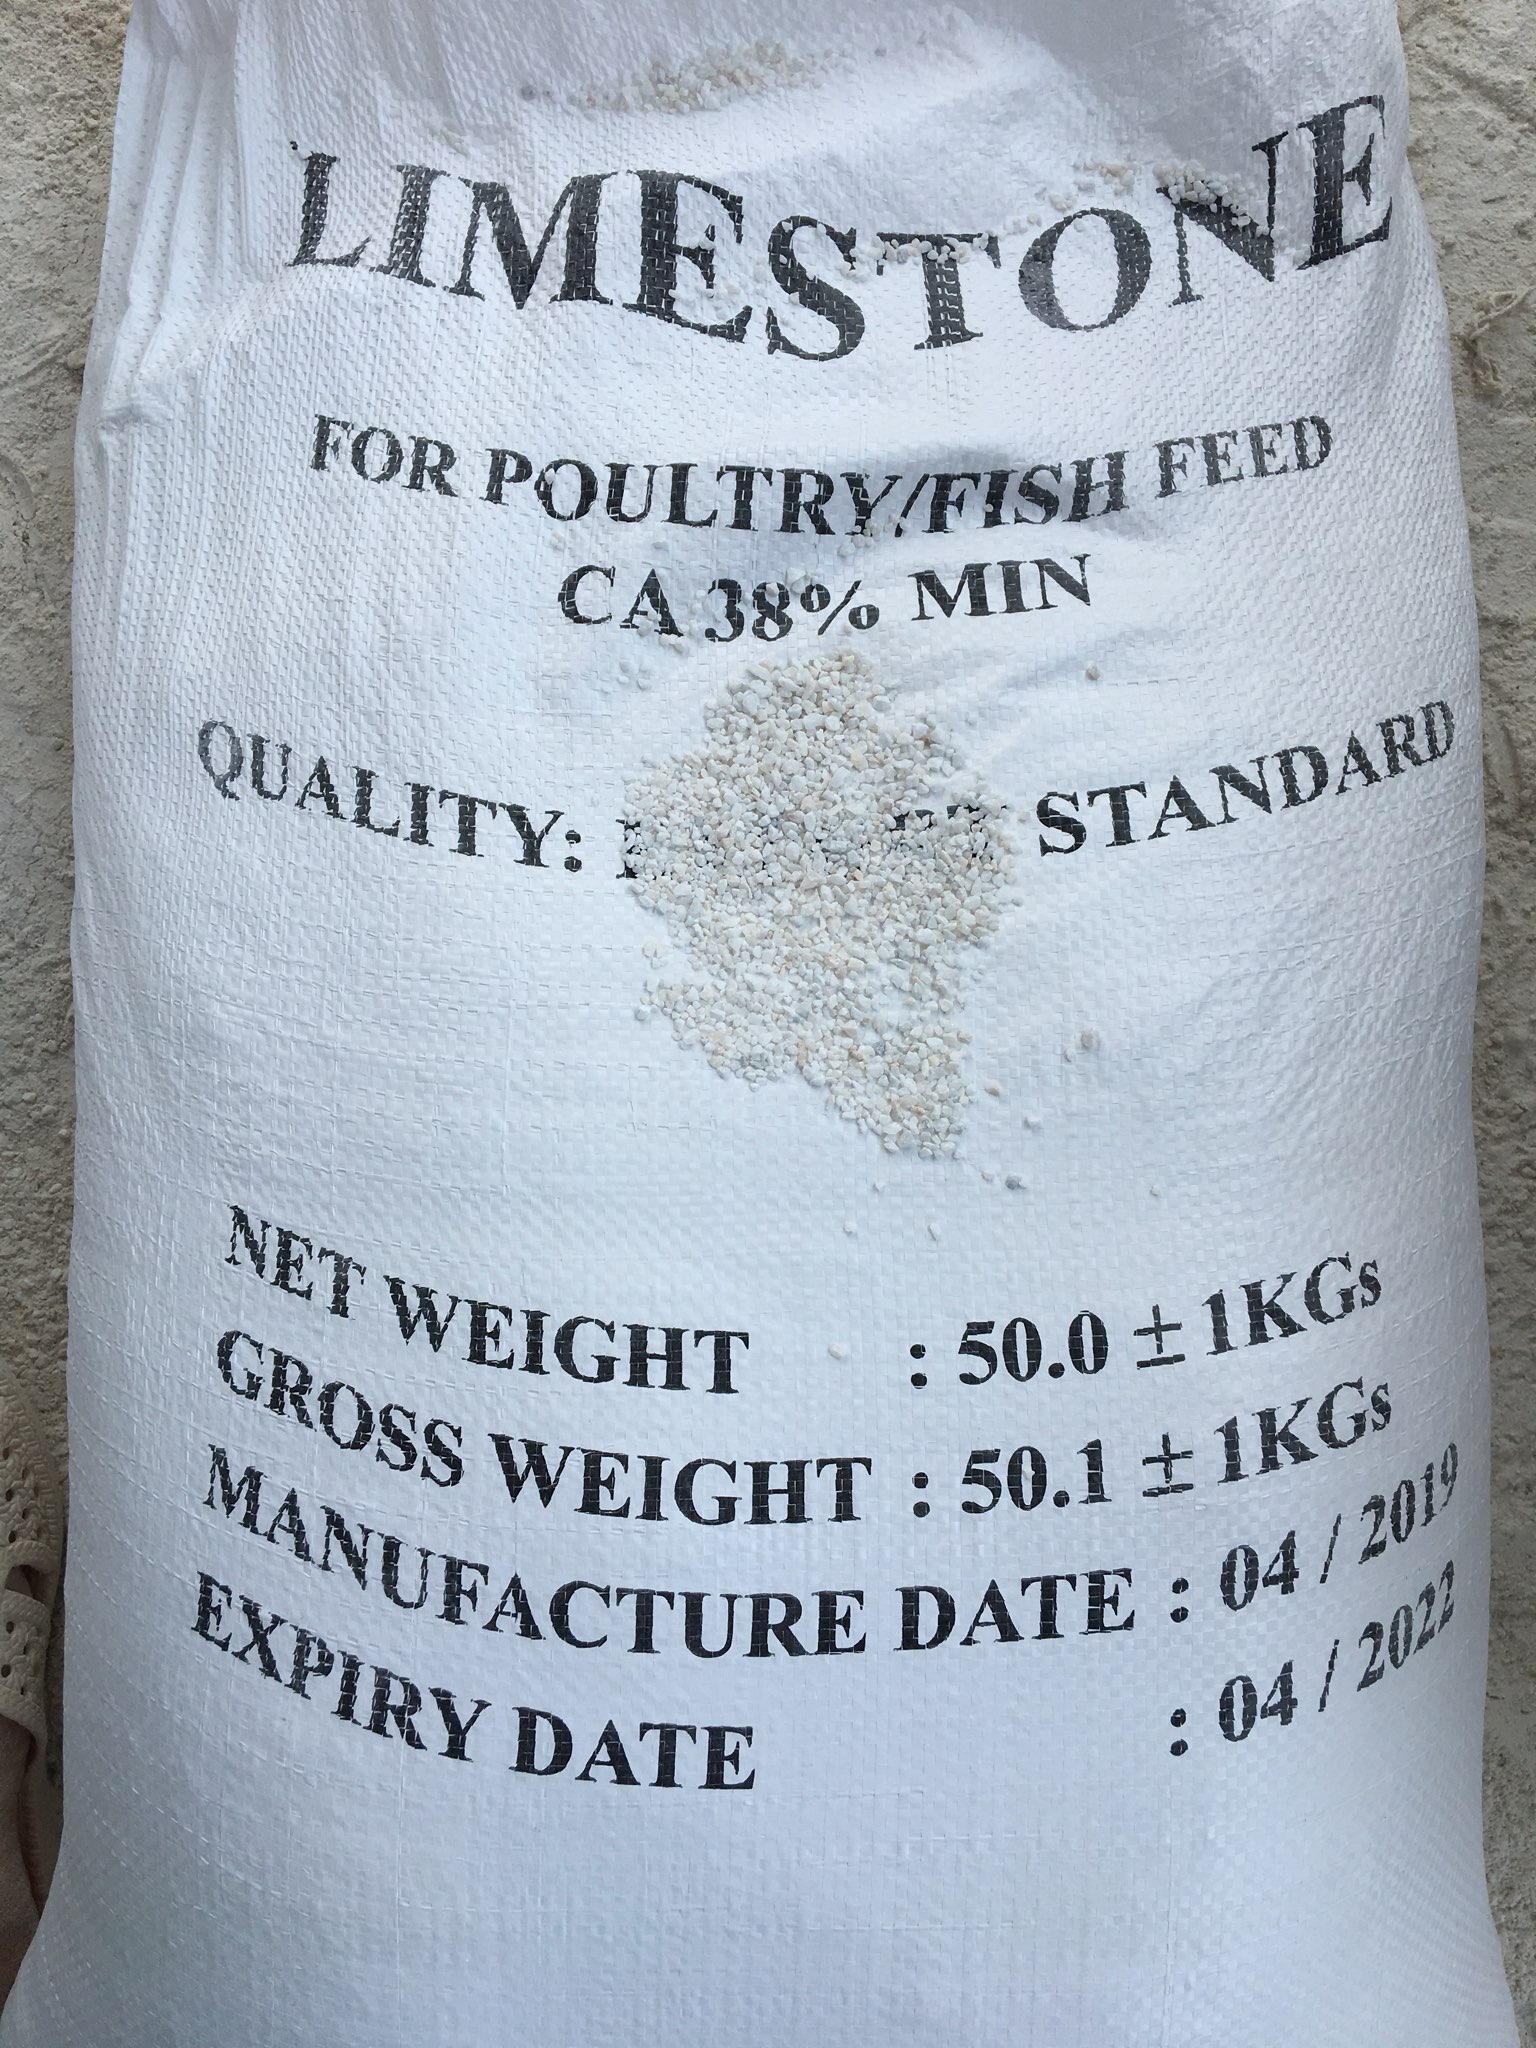 LIMESTONE
FOR POULTRY/FISH FEED
CA 38% MIN
QUALITY: STANDARD
NET WEIGHT : 50.0 ± 1KGs
GROSS WEIGHT : 50.1 ± 1KGs
MANUFACTURE DATE : 04 / 2019
EXPIRY DATE : 04 / 2022